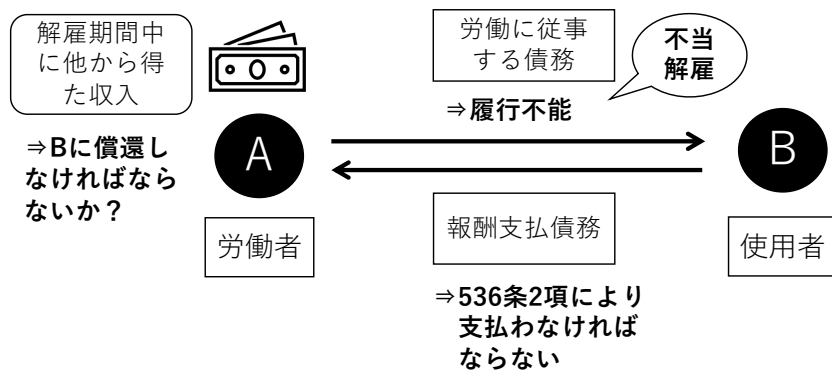 解雇期間中
に他から得
た収入
⇒Bに償還し
なければなら
ないか？
A
労働者
労働に従事
する債務
⇒履行不能
不当
解雇
報酬支払債務
⇒536条2項により
支払わなければ
ならない
B
使用者